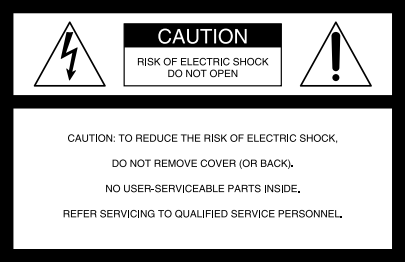 CAUTION
RISK OF ELECTRIC SHOCK
DO NOT OPEN
CAUTION: TO REDUCE THE RISK OF ELECTRIC SHOCK,
DO NOT REMOVE COVER (OR BACK).
NO USER-SERVICEABLE PARTS INSIDE.
REFER SERVICING TO QUALIFIED SERVICE PERSONNEL.